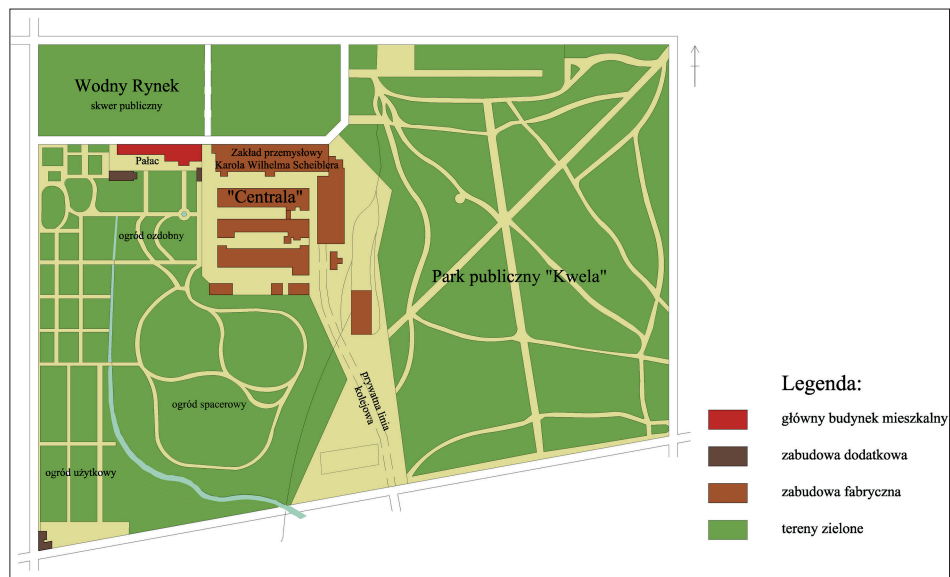 Wodny Rynek
skwer publiczny
Pałac
Zakład przemysłowy
Karola Wilhelma Scheiblera
"Centrala"
ogród ozdobny
Park publiczny "Kwela"
prywatna linia
kolejowa
ogród spacerowy
ogród użytkowy
Legenda:
główny budynek mieszkalny
zabudowa dodatkowa
zabudowa fabryczna
tereny zielone